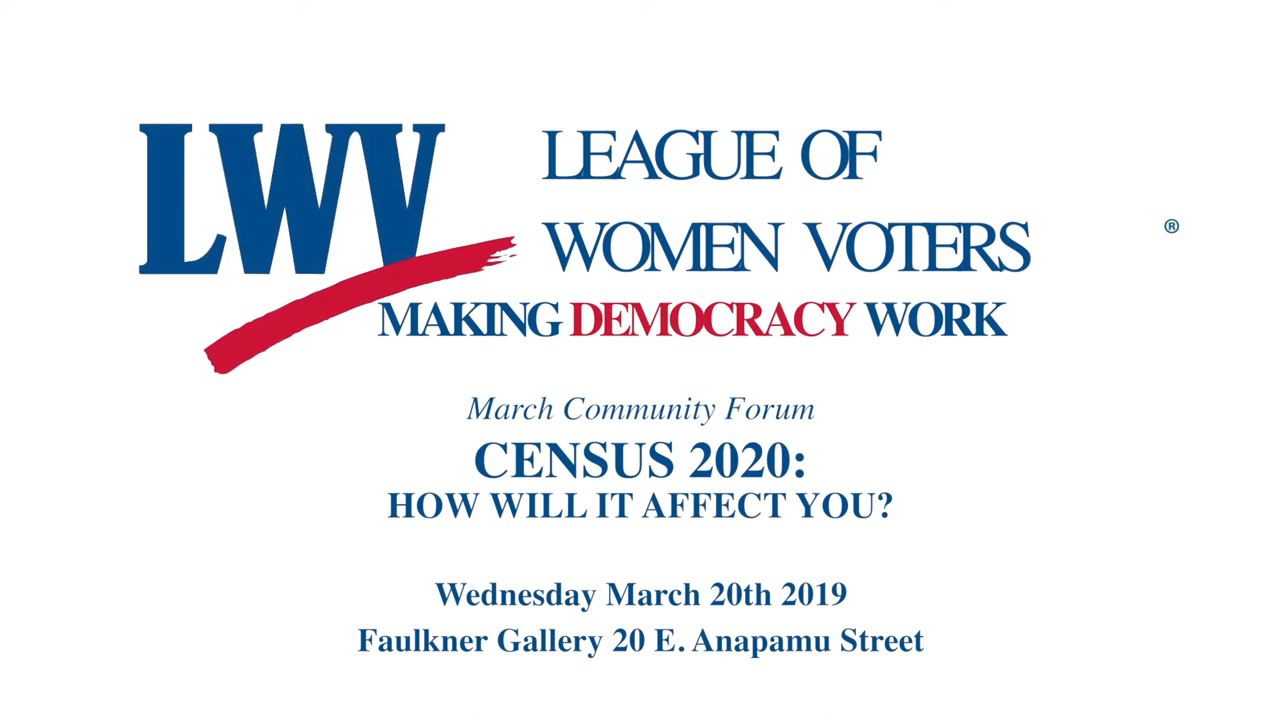 LWV
LEAGUE OF
WOMEN VOTERS
®
MAKING DEMOCRACY WORK
March Community Forum
CENSUS 2020:
HOW WILL IT AFFECT YOU?
Wednesday March 20th 2019
Faulkner Gallery 20 E. Anapamu Street